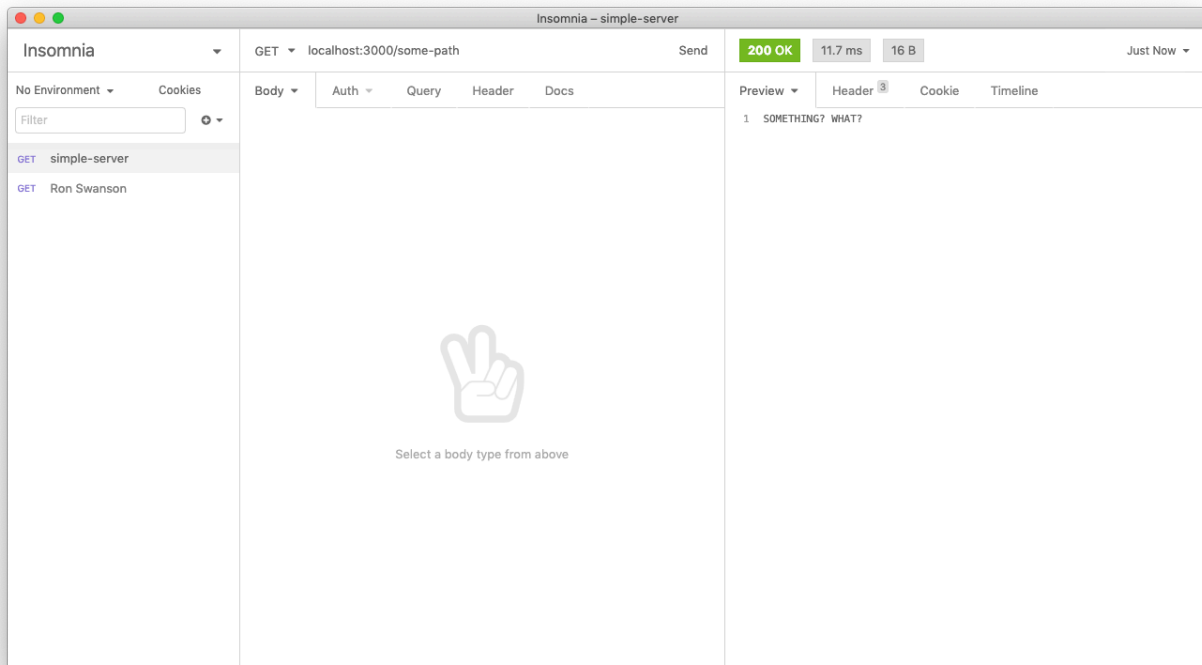 Insomnia – simple-server
Insomnia
GET localhost:3000/some-path Send
200 OK 11.7 ms 16 B Just Now
No Environment Cookies
Body Auth Query Header Docs
Preview Header 3 Cookie Timeline
Filter
1 SOMETHING? WHAT?
GET simple-server
GET Ron Swanson
Select a body type from above